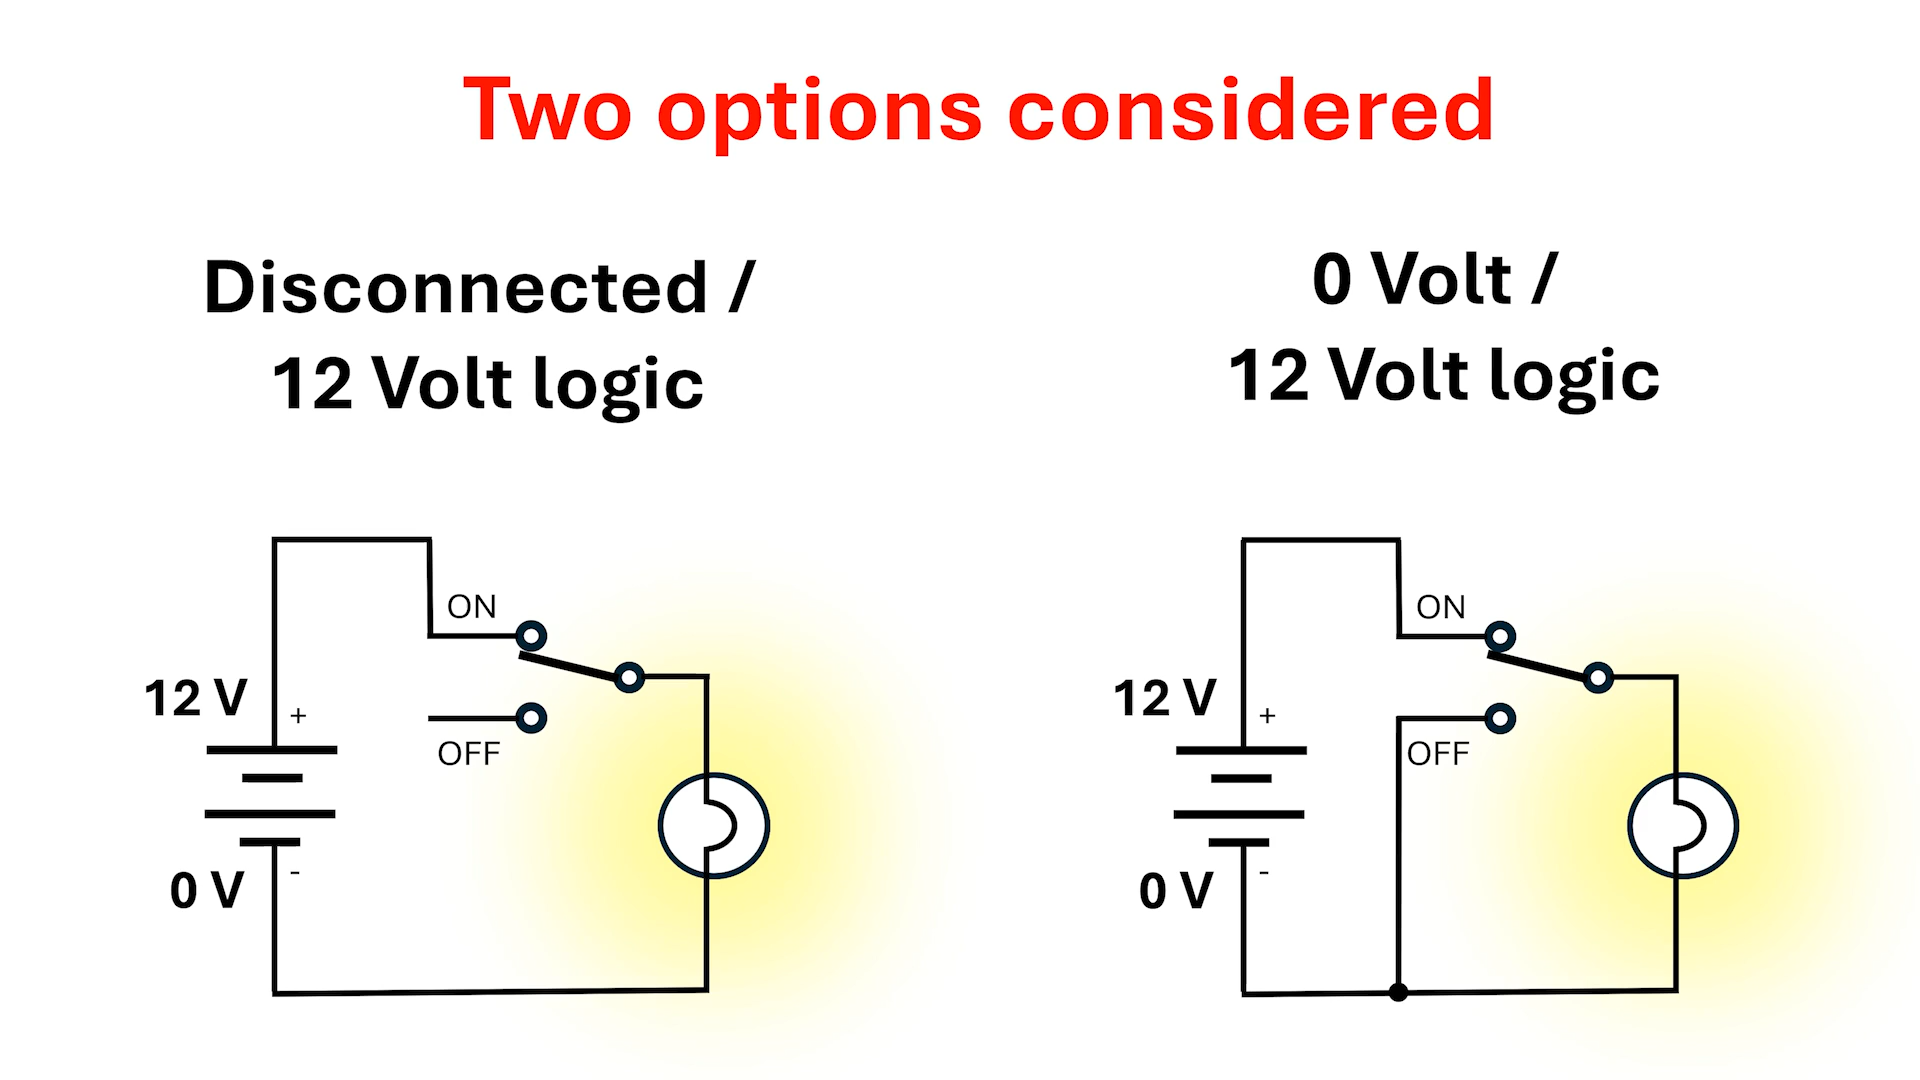 Two options considered
Disconnected /
12 Volt logic
0 Volt /
12 Volt logic
ON
12 V
+
OFF
0 V
-
ON
12 V
+
OFF
0 V
-